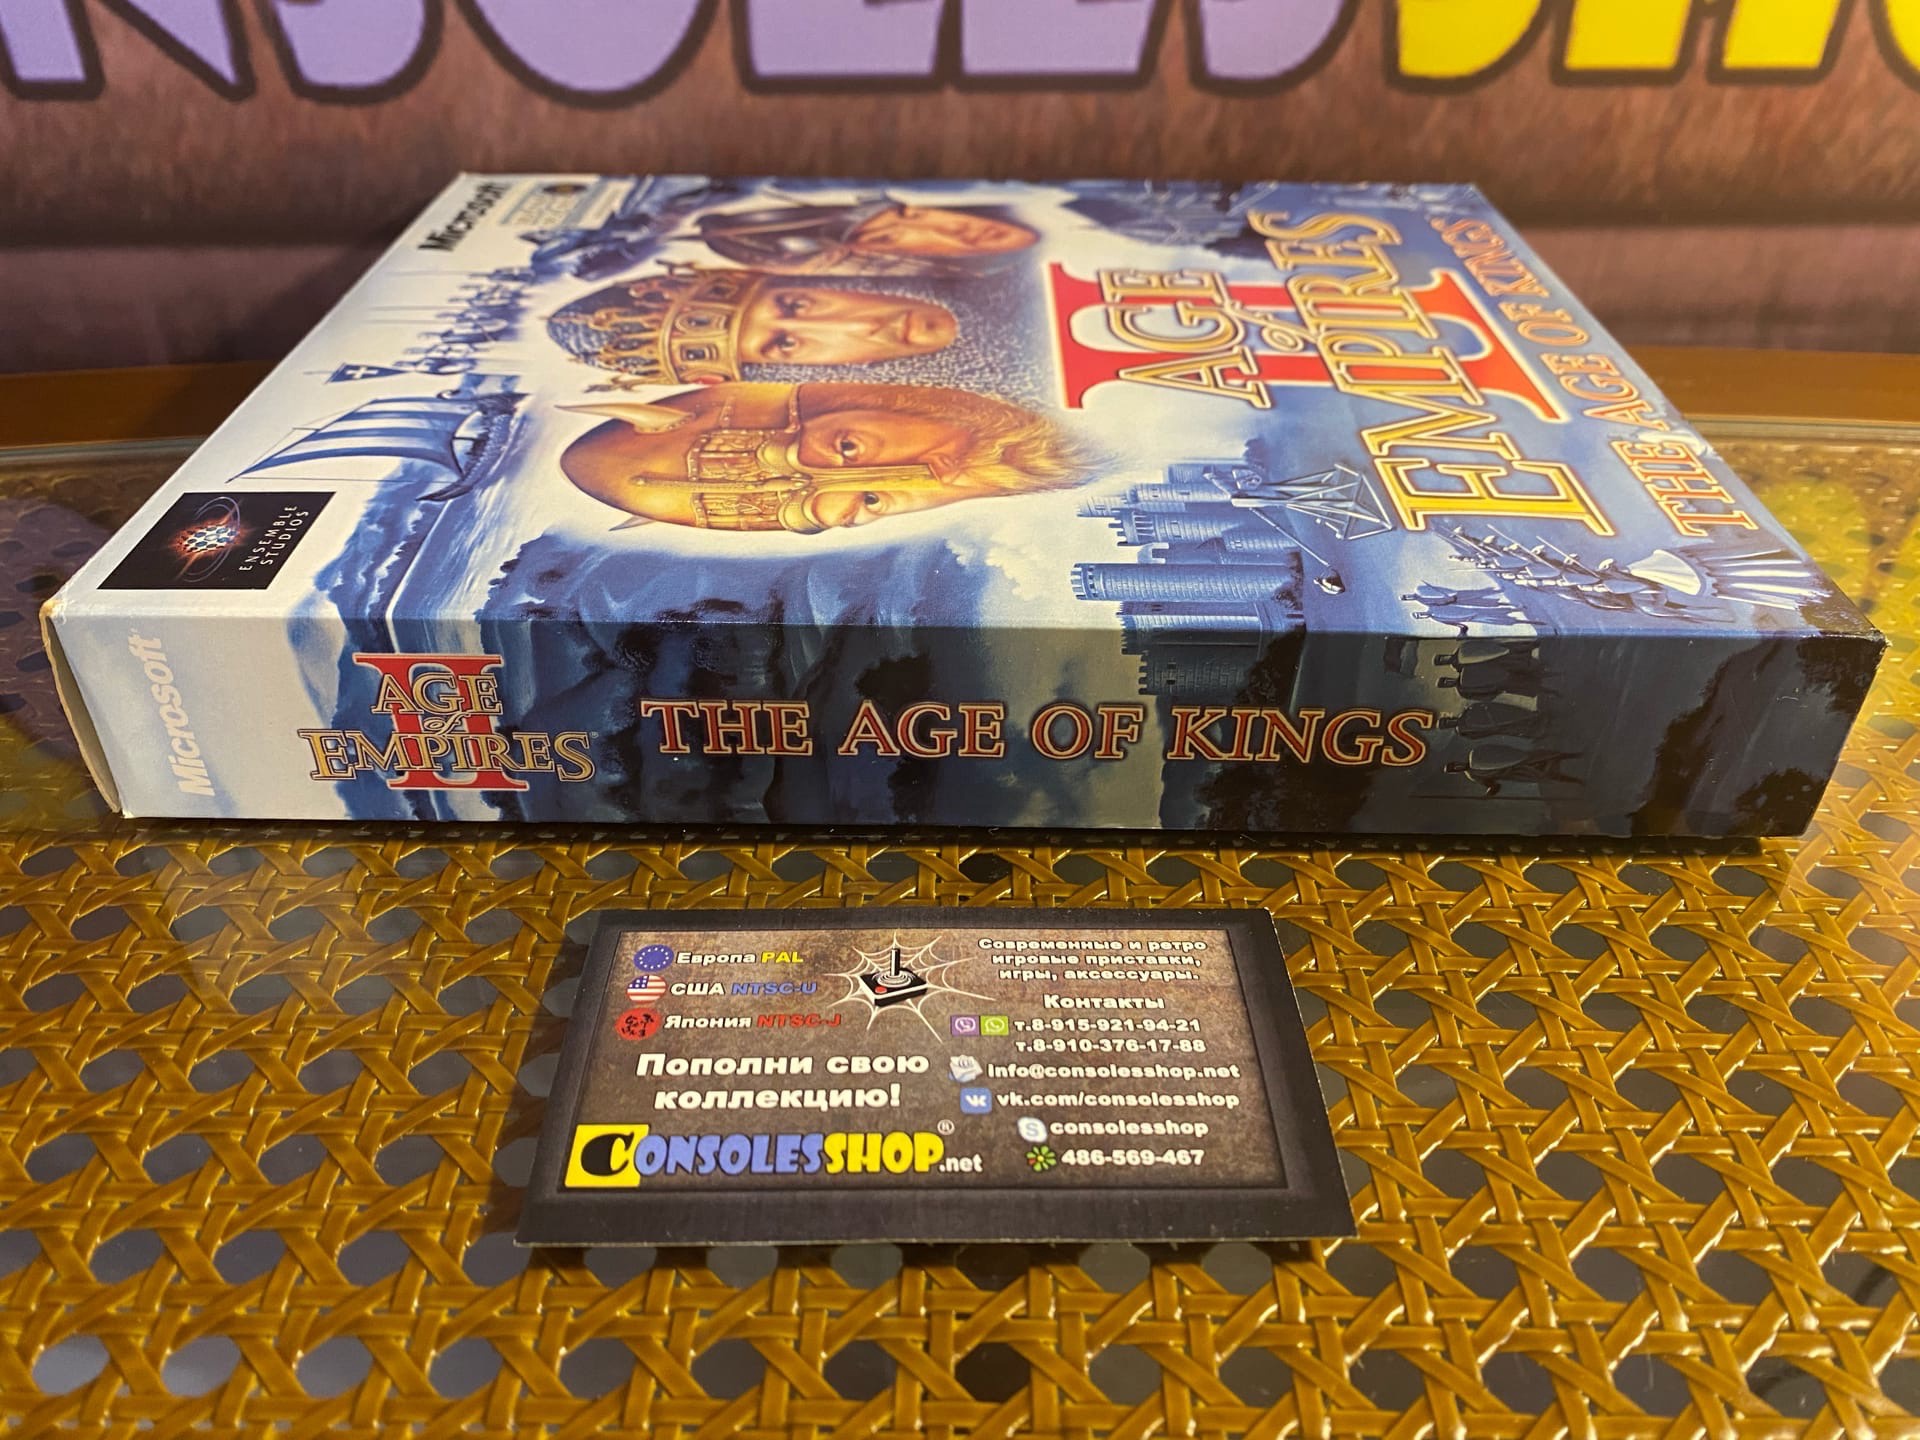 Microsoft
AGE
of
EMPIRES
II
THE AGE OF KINGS
ENSEMBLE
STUDIOS
Microsoft
AGE
of
EMPIRES®
II
THE AGE OF KINGS
Европа PAL
США NTSC-U
Япония NTSC-J
Пополни свою
коллекцию!
CONSOLESSHOP®.net
Современные и ретро
игровые приставки,
игры, аксессуары.
Контакты
т.8-915-921-94-21
т.8-910-376-17-88
info@consolesshop.net
vk.com/consolesshop
consolesshop
486-569-467